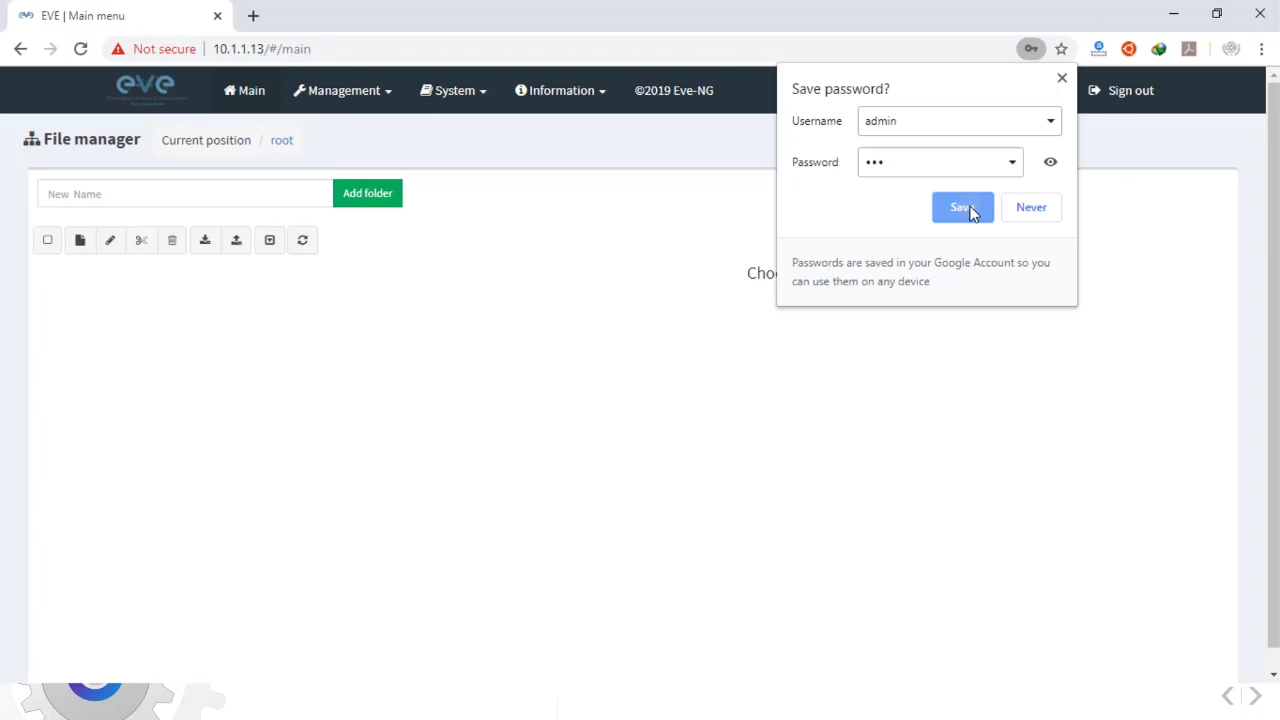 EVE | Main menu
Not secure
10.1.1.13/#/main
eve
Main
Management
System
Information
©2019 Eve-NG
Sign out
File manager
Current position / root
New Name
Add folder
Save password?
Username
admin
Password
•••
Save
Never
Passwords are saved in your Google Account so you
can use them on any device